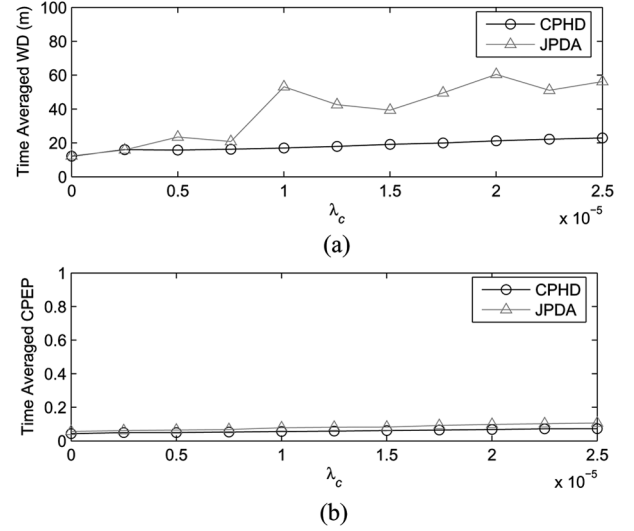 100
80
60
40
20
0
Time Averaged WD (m)
CPHD
JPDA
0 0.5 1 1.5 2 2.5
λc
x 10⁻⁵
(a)
1
0.8
0.6
0.4
0.2
0
Time Averaged CPEP
CPHD
JPDA
0 0.5 1 1.5 2 2.5
λc
x 10⁻⁵
(b)